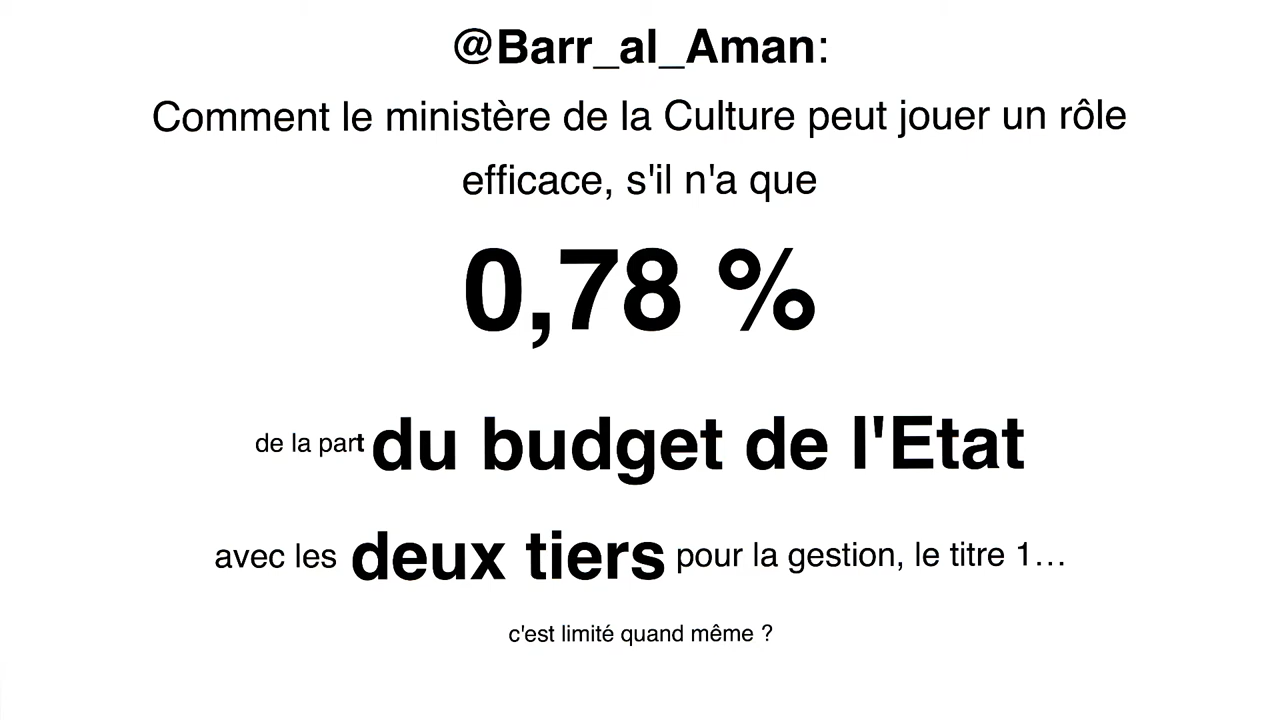 @Barr_al_Aman:
Comment le ministère de la Culture peut jouer un rôle
efficace, s'il n'a que
0,78 %
de la part du budget de l'Etat
avec les deux tiers pour la gestion, le titre 1…
c'est limité quand même ?